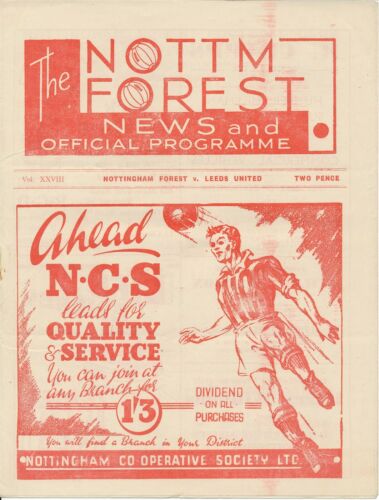 The
NOTTM
FOREST
NEWS and
OFFICIAL PROGRAMME
Vol. XXVIII NOTTINGHAM FOREST v. LEEDS UNITED TWO PENCE
Ahead
N·C·S
leads for
QUALITY
& SERVICE
You can join at
any Branch for
1'3
DIVIDEND
- ON ALL -
PURCHASES
You will find a Branch in Your District
NOTTINGHAM CO-OPERATIVE SOCIETY LTD.